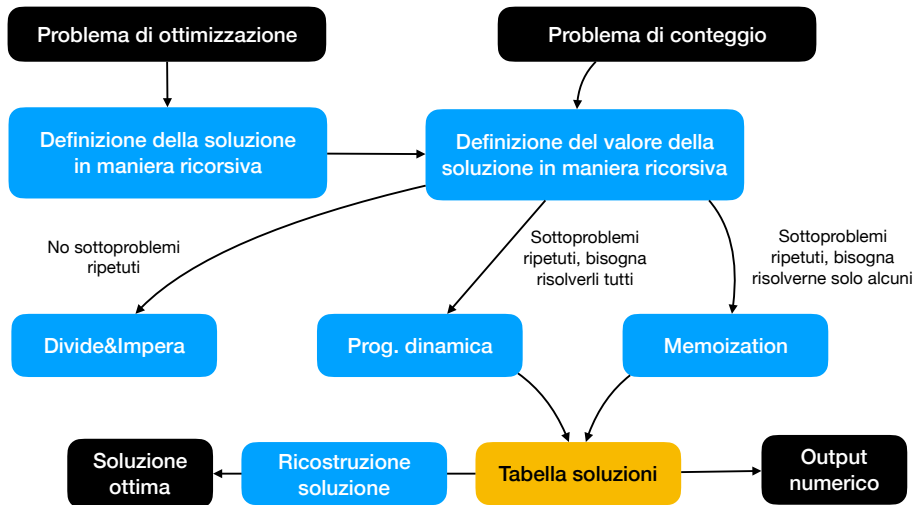 Problema di ottimizzazione
Problema di conteggio
Definizione della soluzione
in maniera ricorsiva
Definizione del valore della
soluzione in maniera ricorsiva
No sottoproblemi
ripetuti
Sottoproblemi
ripetuti, bisogna
risolverli tutti
Sottoproblemi
ripetuti, bisogna
risolverne solo alcuni
Divide&Impera
Prog. dinamica
Memoization
Soluzione
ottima
Ricostruzione
soluzione
Tabella soluzioni
Output
numerico